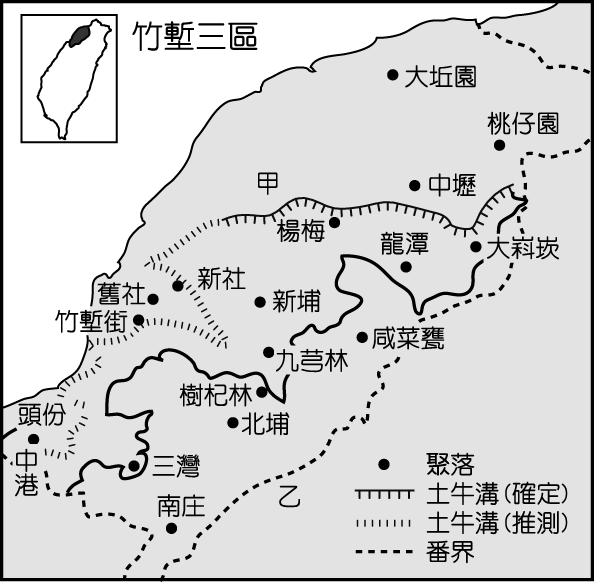 竹塹三區
大坵園
桃仔園
甲
中壢
楊梅
龍潭
大嵙崁
新社
舊社
新埔
竹塹街
咸菜甕
九芎林
樹杞林
頭份
北埔
中港
三灣
聚落
土牛溝(確定)
乙
南庄
土牛溝(推測)
番界